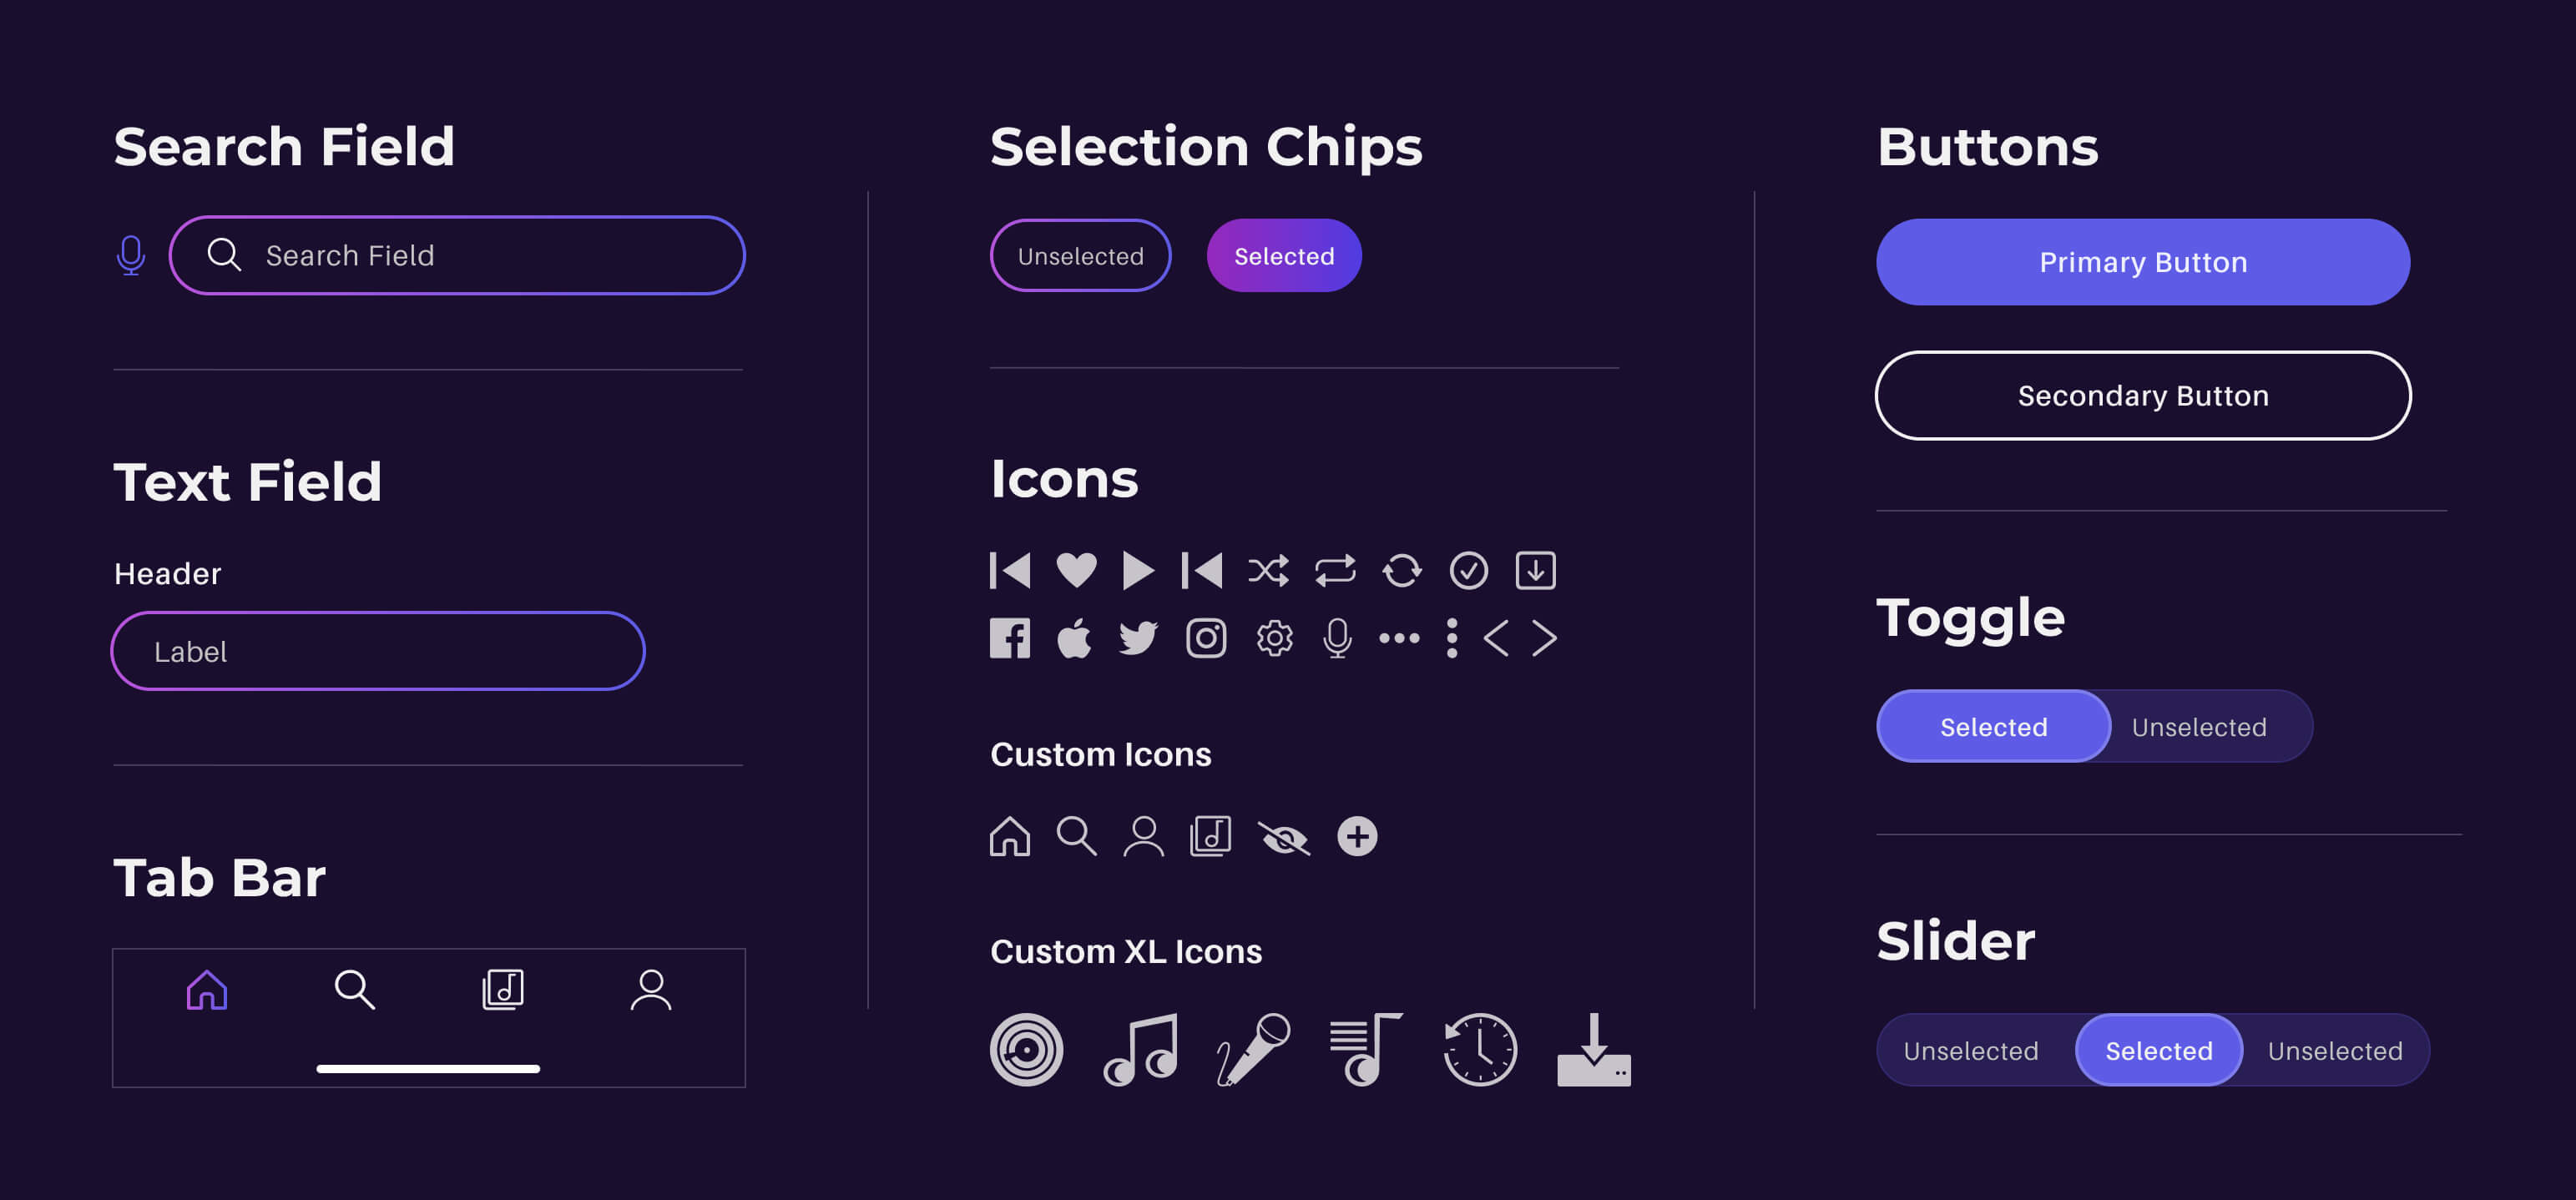 Search Field
Search Field
Text Field
Header
Label
Tab Bar
Selection Chips
Unselected
Selected
Icons
Custom Icons
Custom XL Icons
Buttons
Primary Button
Secondary Button
Toggle
Selected
Unselected
Slider
Unselected
Selected
Unselected